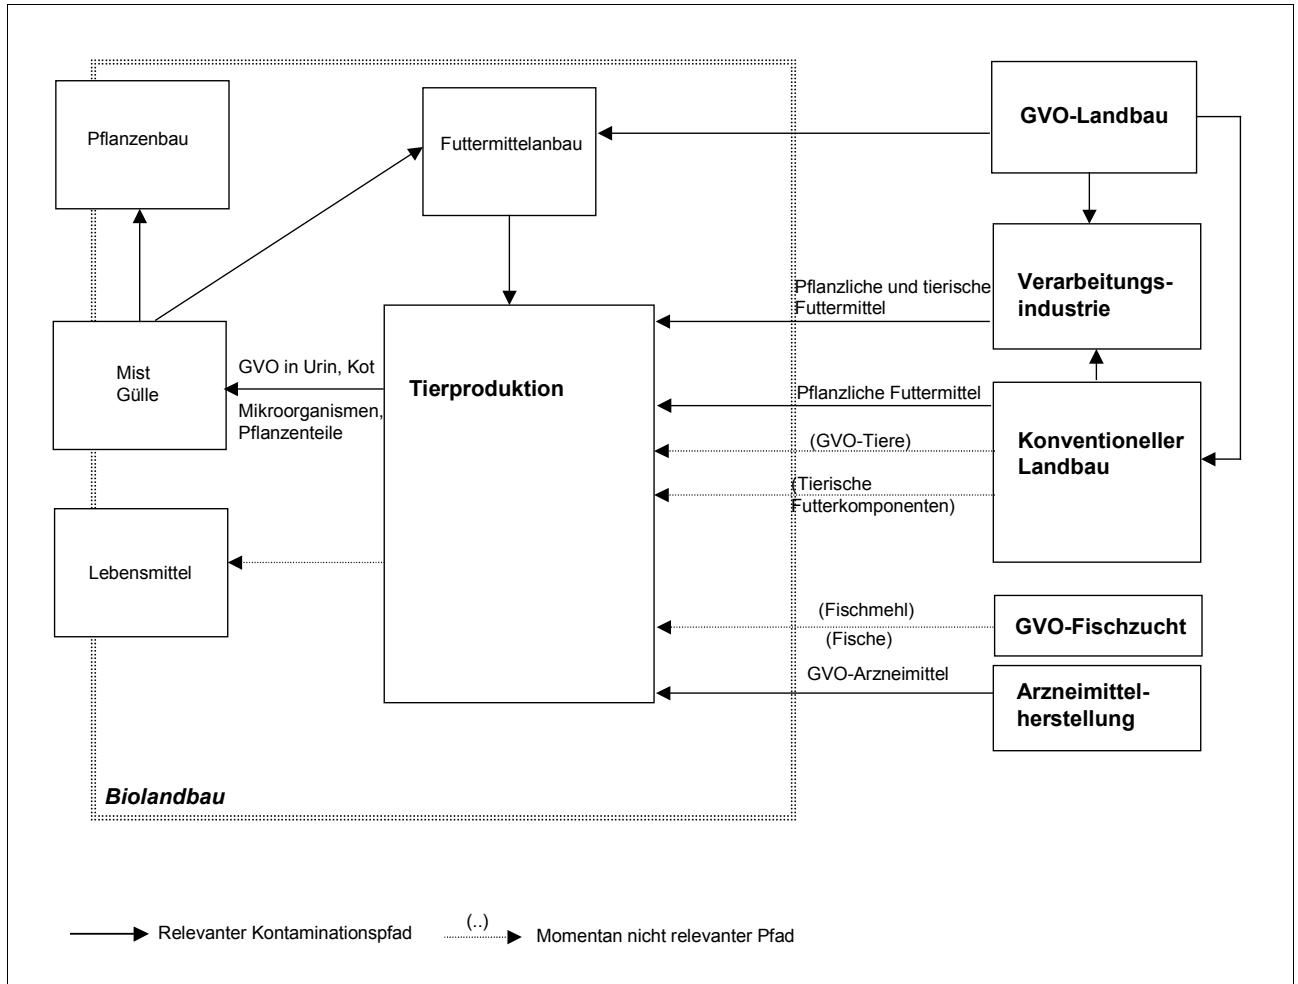 Pflanzenbau
Futtermittelanbau
GVO-Landbau
Verarbeitungs-
industrie
Pflanzliche und tierische
Futtermittel
Mist
Gülle
GVO in Urin, Kot
Mikroorganismen,
Pflanzenteile
Tierproduktion
Pflanzliche Futtermittel
(GVO-Tiere)
(Tierische
Futterkomponenten)
Konventioneller
Landbau
Lebensmittel
(Fischmehl)
(Fische)
GVO-Fischzucht
GVO-Arzneimittel
Arzneimittel-
herstellung
Biolandbau
Relevanter Kontaminationspfad
(..)
Momentan nicht relevanter Pfad